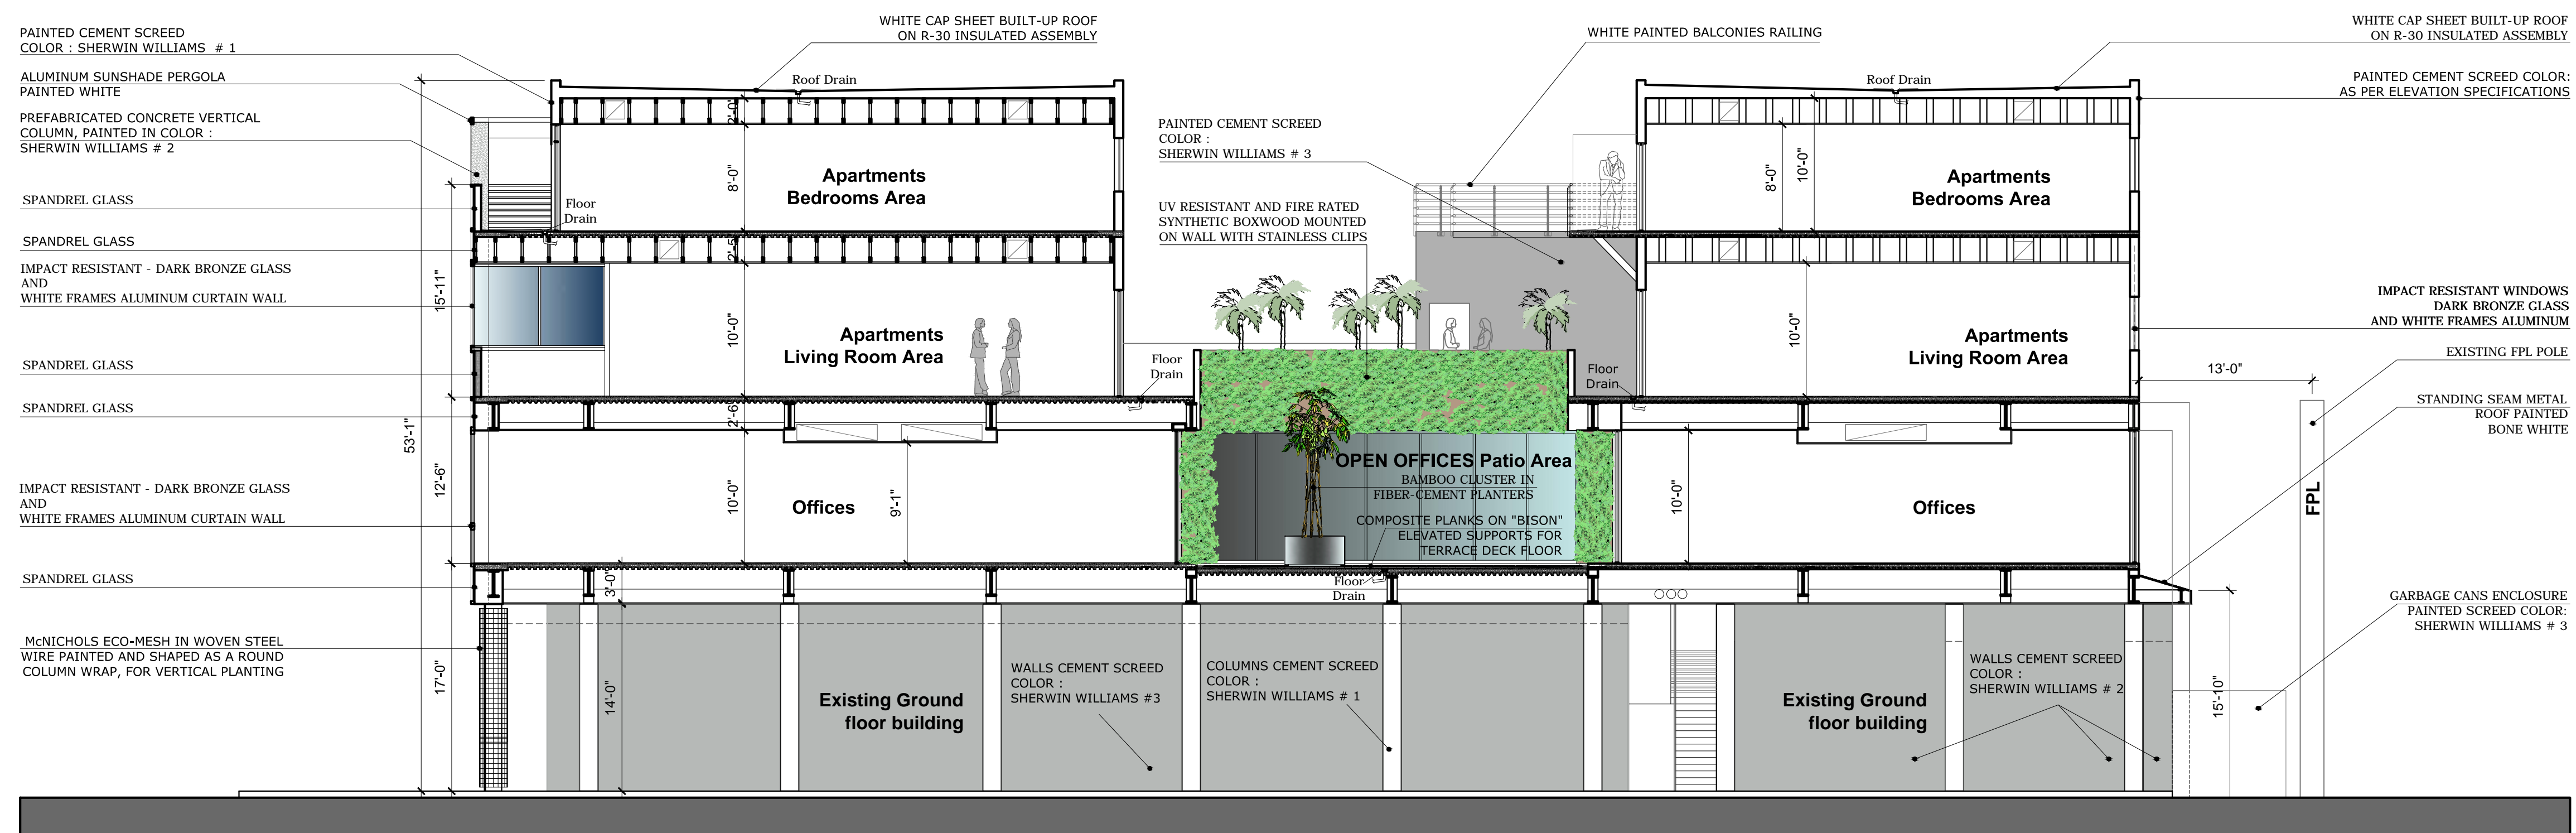 PAINTED CEMENT SCREED
COLOR : SHERWIN WILLIAMS # 1
ALUMINUM SUNSHADE PERGOLA
PAINTED WHITE
PREFABRICATED CONCRETE VERTICAL
COLUMN, PAINTED IN COLOR :
SHERWIN WILLIAMS # 2
SPANDREL GLASS
SPANDREL GLASS
IMPACT RESISTANT - DARK BRONZE GLASS
AND
WHITE FRAMES ALUMINUM CURTAIN WALL
SPANDREL GLASS
SPANDREL GLASS
IMPACT RESISTANT - DARK BRONZE GLASS
AND
WHITE FRAMES ALUMINUM CURTAIN WALL
SPANDREL GLASS
McNICHOLS ECO-MESH IN WOVEN STEEL
WIRE PAINTED AND SHAPED AS A ROUND
COLUMN WRAP, FOR VERTICAL PLANTING
53'-1"
15'-11"
12'-6"
17'-0"
WHITE CAP SHEET BUILT-UP ROOF
ON R-30 INSULATED ASSEMBLY
Roof Drain
2'-0"
8'-0"
Apartments
Bedrooms Area
Floor
Drain
2'-5"
10'-0"
Apartments
Living Room Area
Floor
Drain
2'-6"
10'-0"
Offices
9'-1"
3'-0"
14'-0"
Existing Ground
floor building
WALLS CEMENT SCREED
COLOR :
SHERWIN WILLIAMS #3
COLUMNS CEMENT SCREED
COLOR :
SHERWIN WILLIAMS # 1
PAINTED CEMENT SCREED
COLOR :
SHERWIN WILLIAMS # 3
UV RESISTANT AND FIRE RATED
SYNTHETIC BOXWOOD MOUNTED
ON WALL WITH STAINLESS CLIPS
WHITE PAINTED BALCONIES RAILING
OPEN OFFICES Patio Area
BAMBOO CLUSTER IN
FIBER-CEMENT PLANTERS
COMPOSITE PLANKS ON "BISON"
ELEVATED SUPPORTS FOR
TERRACE DECK FLOOR
Floor
Drain
Roof Drain
8'-0"
10'-0"
Apartments
Bedrooms Area
10'-0"
Apartments
Living Room Area
Floor
Drain
10'-0"
Offices
Existing Ground
floor building
WALLS CEMENT SCREED
COLOR :
SHERWIN WILLIAMS # 2
WHITE CAP SHEET BUILT-UP ROOF
ON R-30 INSULATED ASSEMBLY
PAINTED CEMENT SCREED COLOR:
AS PER ELEVATION SPECIFICATIONS
IMPACT RESISTANT WINDOWS
DARK BRONZE GLASS
AND WHITE FRAMES ALUMINUM
EXISTING FPL POLE
13'-0"
STANDING SEAM METAL
ROOF PAINTED
BONE WHITE
FPL
GARBAGE CANS ENCLOSURE
PAINTED SCREED COLOR:
SHERWIN WILLIAMS # 3
15'-10"